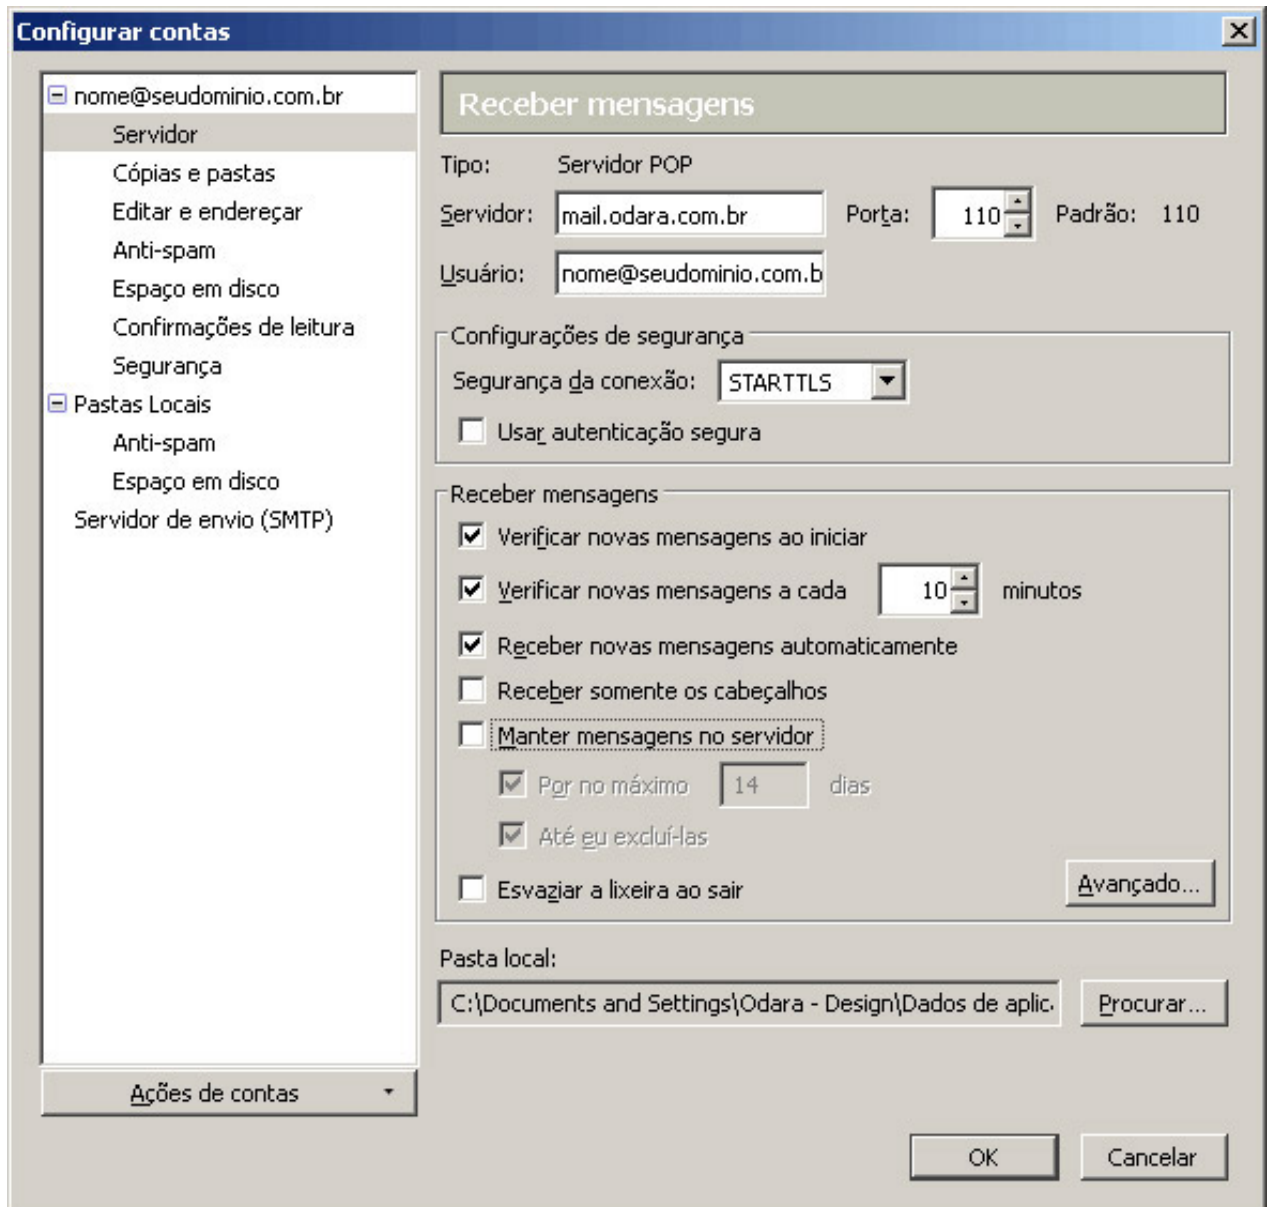 Configurar contas
nome@seudominio.com.br
Servidor
Cópias e pastas
Editar e endereçar
Anti-spam
Espaço em disco
Confirmações de leitura
Segurança
Pastas Locais
Anti-spam
Espaço em disco
Servidor de envio (SMTP)
Ações de contas
Receber mensagens
Tipo: Servidor POP
Servidor: mail.odara.com.br Porta: 110 Padrão: 110
Usuário: nome@seudominio.com.b
Configurações de segurança
Segurança da conexão: STARTTLS
Usar autenticação segura
Receber mensagens
Verificar novas mensagens ao iniciar
Verificar novas mensagens a cada 10 minutos
Receber novas mensagens automaticamente
Receber somente os cabeçalhos
Manter mensagens no servidor
Por no máximo 14 dias
Até eu excluí-las
Esvaziar a lixeira ao sair
Avançado...
Pasta local:
C:\Documents and Settings\Odara - Design\Dados de aplic Procurar...
OK Cancelar